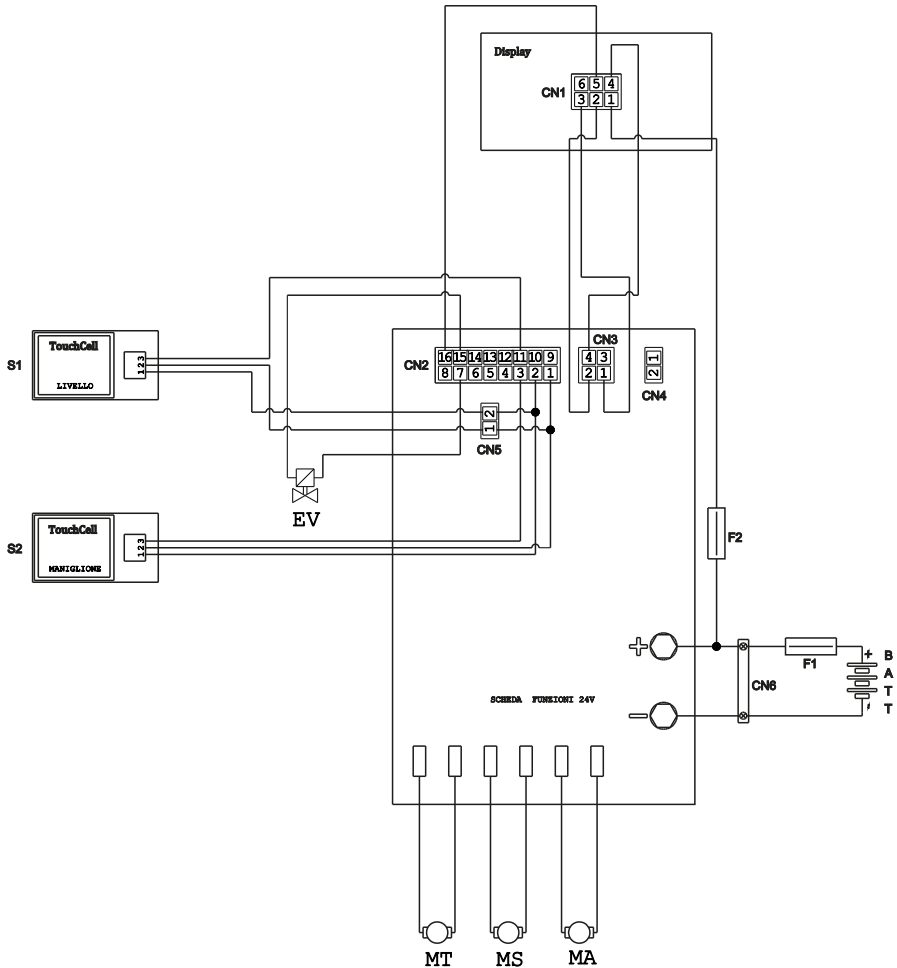 Display
CN1
6 5 4
3 2 1
S1
TouchCell
LIVELLO
1 2 3
CN2
16 15 14 13 12 11 10 9
8 7 6 5 4 3 2 1
CN3
4 3
2 1
2 1
CN4
1 2
CN5
EV
S2
TouchCell
MANIGLIONE
1 2 3
F2
+
F1
+
B
A
T
T
-
CN6
SCHEDA FUNZIONI 24V
-
MT
MS
MA